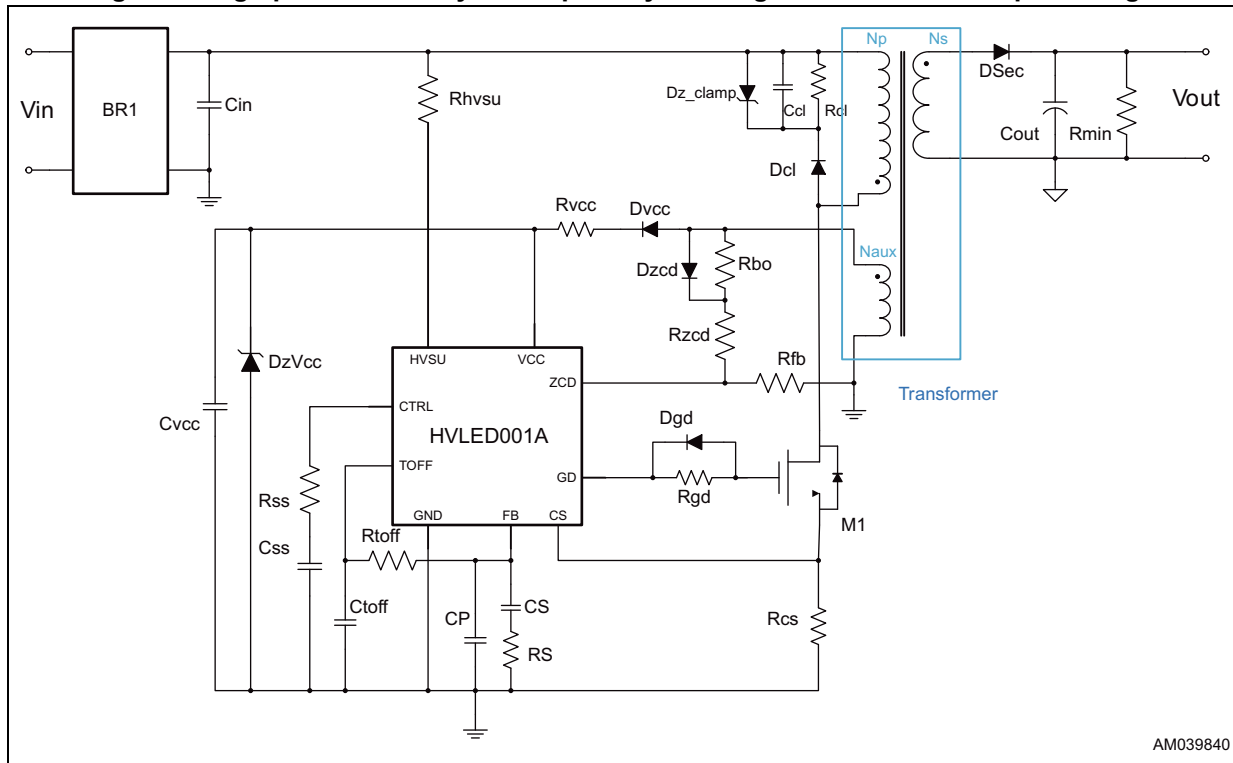 Np
Ns
DSec
Vin
BR1
Cin
Rhvsu
Dz_clamp
Ccl
Rcl
Cout
Rmin
Vout
Dcl
Rvcc
Dvcc
Naux
Dzcd
Rbo
Rzcd
DzVcc
HVSU
VCC
ZCD
Rfb
Transformer
Cvcc
CTRL
HVLED001A
Dgd
TOFF
GD
Rss
Rgd
GND
FB
CS
M1
Css
Rtoff
Ctoff
CP
CS
RS
Rcs
AM039840